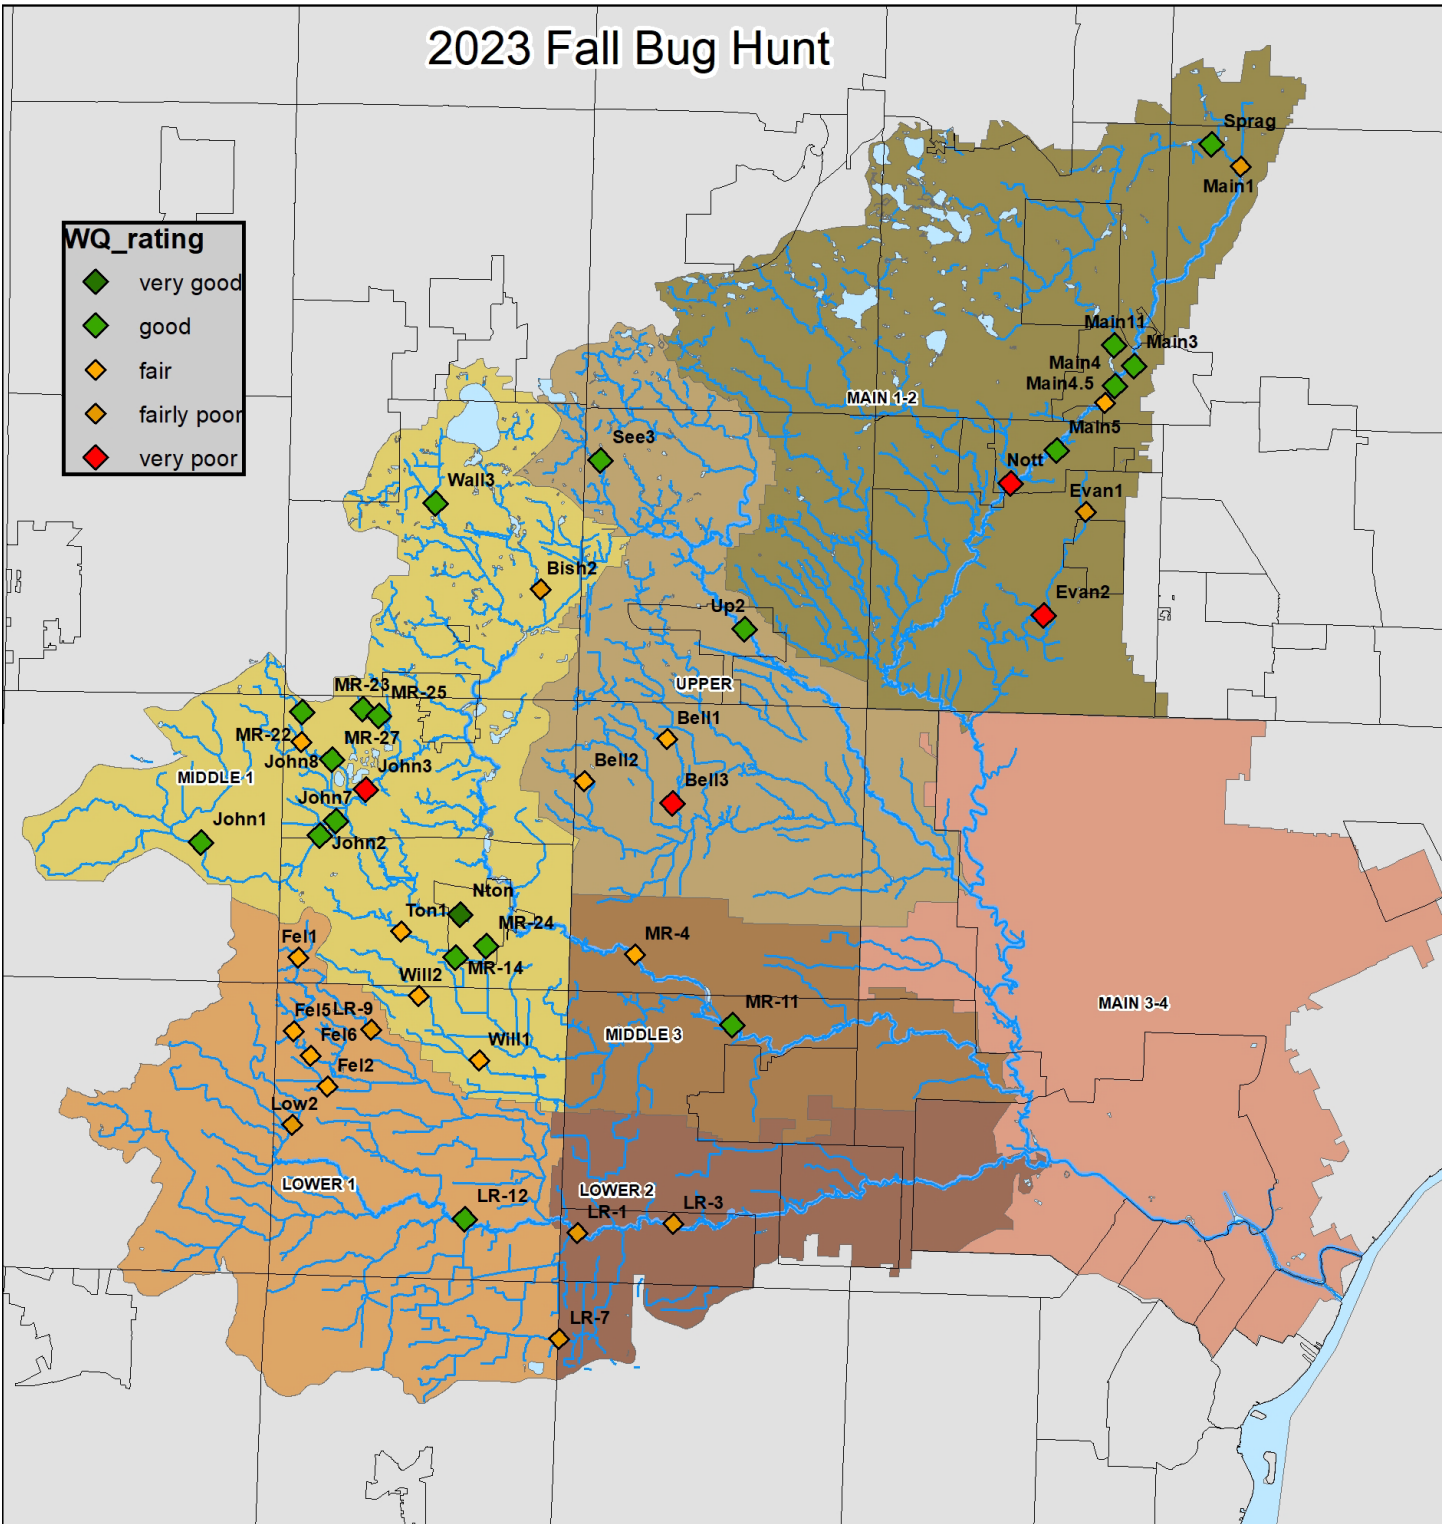 2023 Fall Bug Hunt
Sprag
Main1
WQ_rating
very good
good
fair
fairly poor
very poor
Main11
Main3
Main4
Main4.5
MAIN 1-2
Main5
See3
Nott
Wall3
Evan1
Bish2
Evan2
Up2
UPPER
MR-23
MR-25
Bell1
MR-22
MR-27
John8
John3
Bell2
MIDDLE 1
Bell3
John7
John1
John2
Nton
Ton1
MR-24
Fel1
MR-4
MR-14
Will2
MR-11
MAIN 3-4
Fel5
LR-9
Fel6
MIDDLE 3
Will1
Fel2
Low2
LOWER 1
LOWER 2
LR-12
LR-3
LR-1
LR-7